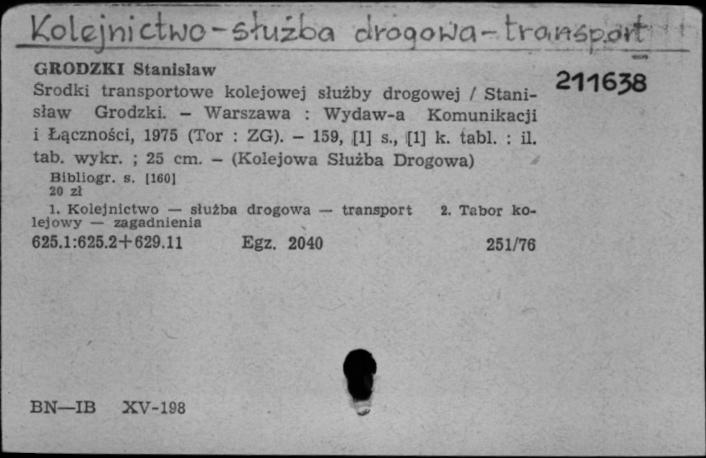 Kolejnictwo-służba drogowa-transport
211638
GRODZKI Stanisław
Srodki transportowe kolejowej służby drogowej / Stani-
sław Grodzki. — Warszawa : Wydaw-a Komunikacji
i Łączności, 1975 (Tor : ZG). — 159, [1] s., [1] k. tabl. : il.
tab. wykr. ; 25 cm. — (Kolejowa Służba Drogowa)
Bibliogr. s. [160]
20 zł
1. Kolejnictwo — służba drogowa — transport 2. Tabor ko-
lejowy — zagadnienia
625.1:625.2+629.11 Egz. 2040 251/76
BN—IB XV-198